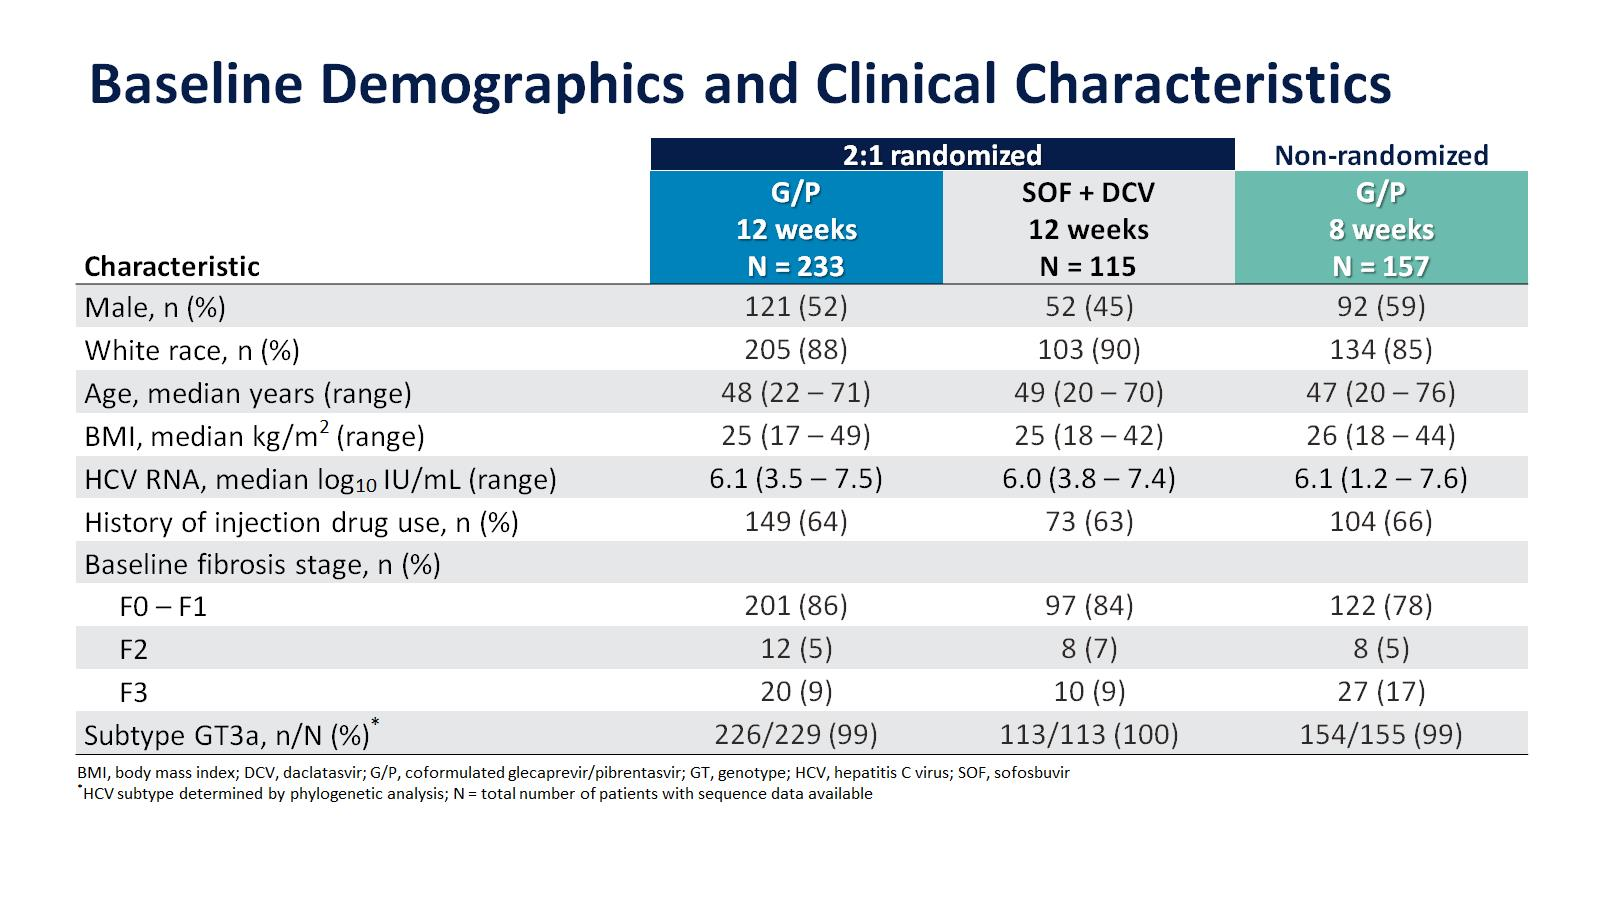 Baseline Demographics and Clinical Characteristics
2:1 randomized Non-randomized
G/P SOF + DCV G/P
12 weeks 12 weeks 8 weeks
Characteristic N = 233 N = 115 N = 157
Male, n (%) 121 (52) 52 (45) 92 (59)
White race, n (%) 205 (88) 103 (90) 134 (85)
Age, median years (range) 48 (22 – 71) 49 (20 – 70) 47 (20 – 76)
BMI, median kg/m² (range) 25 (17 – 49) 25 (18 – 42) 26 (18 – 44)
HCV RNA, median log₁₀ IU/mL (range) 6.1 (3.5 – 7.5) 6.0 (3.8 – 7.4) 6.1 (1.2 – 7.6)
History of injection drug use, n (%) 149 (64) 73 (63) 104 (66)
Baseline fibrosis stage, n (%)
F0 – F1 201 (86) 97 (84) 122 (78)
F2 12 (5) 8 (7) 8 (5)
F3 20 (9) 10 (9) 27 (17)
Subtype GT3a, n/N (%)* 226/229 (99) 113/113 (100) 154/155 (99)
BMI, body mass index; DCV, daclatasvir; G/P, coformulated glecaprevir/pibrentasvir; GT, genotype; HCV, hepatitis C virus; SOF, sofosbuvir
*HCV subtype determined by phylogenetic analysis; N = total number of patients with sequence data available